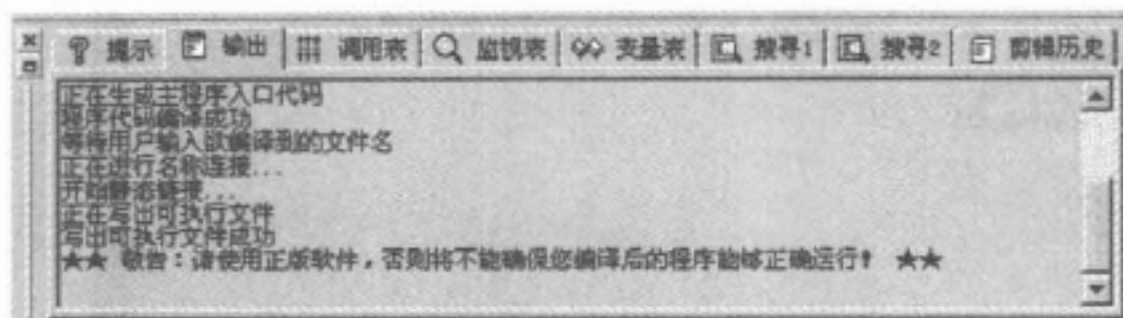 提示 输出 调用表 监视表 变量表 搜寻1 搜寻2 剪辑历史
正在生成主程序入口代码
程序代码编译成功
等待用户输入欲编译到的文件名
正在进行名称连接...
开始静态链接...
正在写出可执行文件
写出可执行文件成功
★★ 敬告:请使用正版软件,否则将不能确保您编译后的程序能够正确运行! ★★